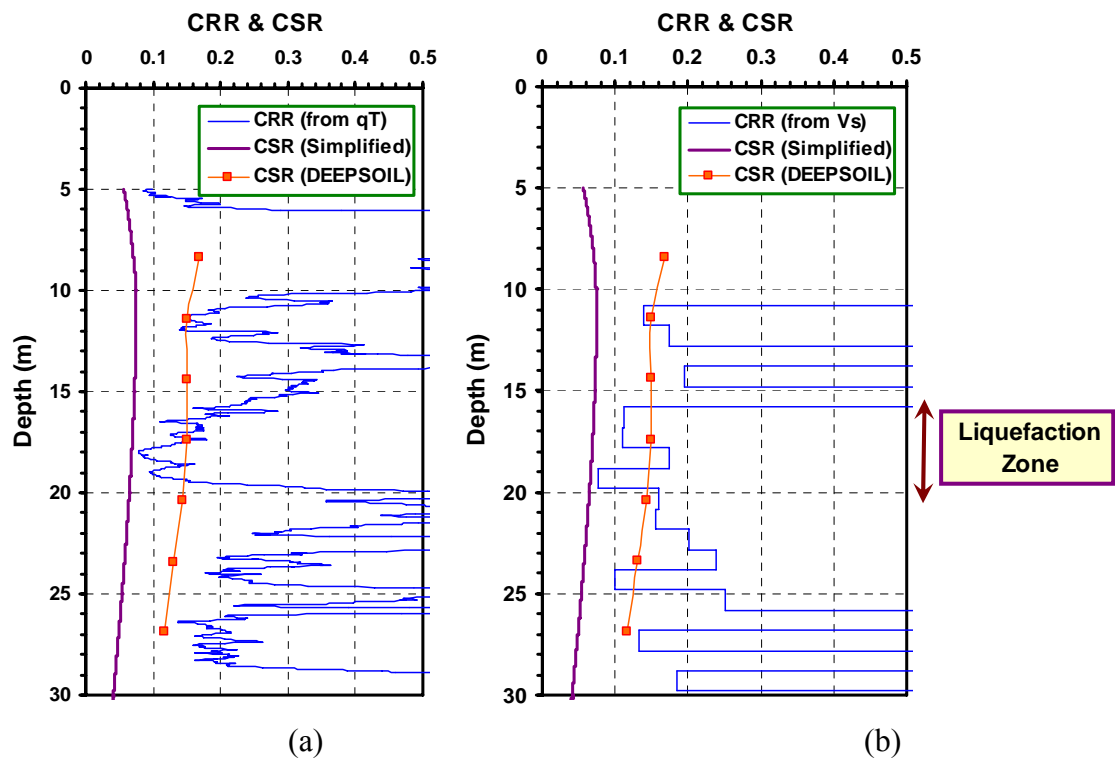 CRR & CSR
0 0.1 0.2 0.3 0.4 0.5
0
5
10
15
20
25
30
Depth (m)
CRR (from qT)
CSR (Simplified)
CSR (DEEPSOIL)
(a)
CRR & CSR
0 0.1 0.2 0.3 0.4 0.5
0
5
10
15
20
25
30
Depth (m)
CRR (from Vs)
CSR (Simplified)
CSR (DEEPSOIL)
(b)
Liquefaction
Zone